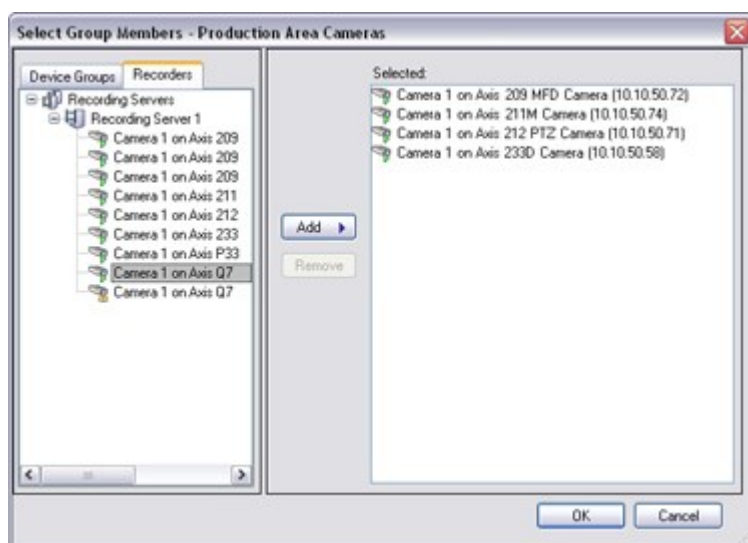 Select Group Members - Production Area Cameras
Device Groups
Recorders
Recording Servers
Recording Server 1
Camera 1 on Axis 209
Camera 1 on Axis 209
Camera 1 on Axis 209
Camera 1 on Axis 211
Camera 1 on Axis 212
Camera 1 on Axis 233
Camera 1 on Axis P33
Camera 1 on Axis Q7
Camera 1 on Axis Q7
Add
Remove
Selected:
Camera 1 on Axis 209 MFD Camera (10.10.50.72)
Camera 1 on Axis 211M Camera (10.10.50.74)
Camera 1 on Axis 212 PTZ Camera (10.10.50.71)
Camera 1 on Axis 233D Camera (10.10.50.58)
OK
Cancel